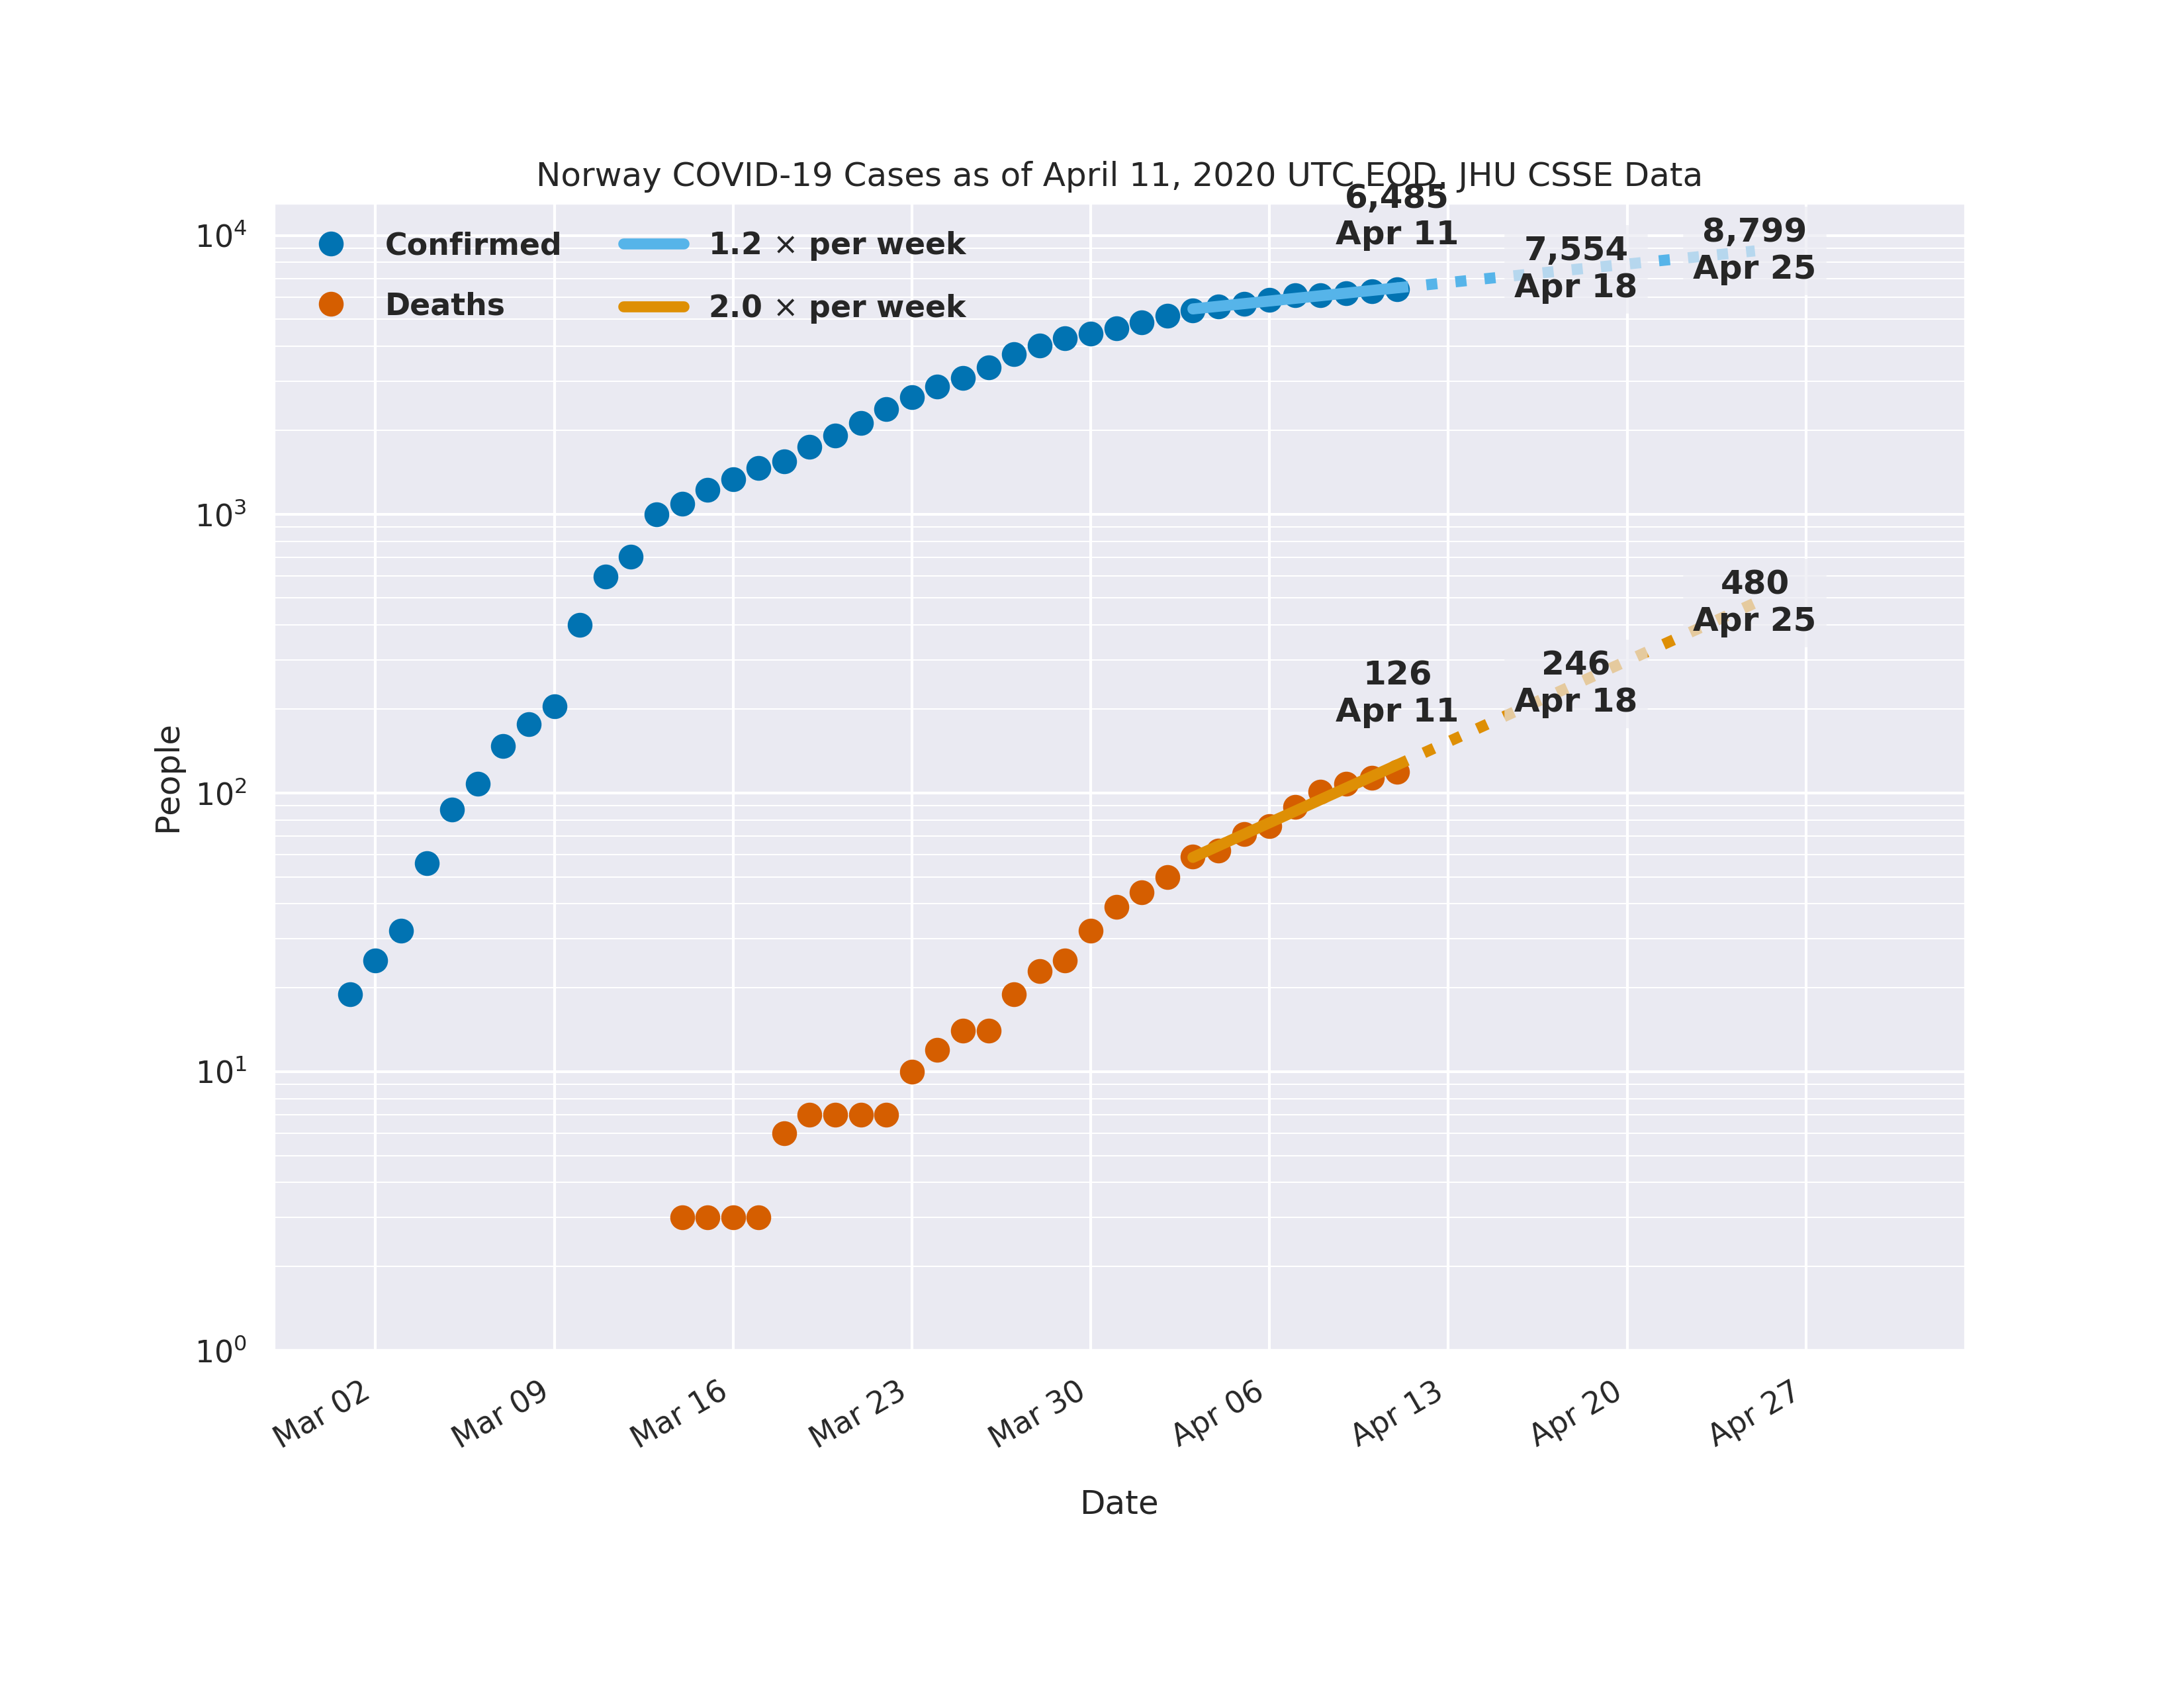 Norway COVID-19 Cases as of April 11, 2020 UTC EOD, JHU CSSE Data
Confirmed
Deaths
1.2 × per week
2.0 × per week
6,485
Apr 11
7,554
Apr 18
8,799
Apr 25
126
Apr 11
246
Apr 18
480
Apr 25
People
10⁴
10³
10²
10¹
10⁰
Mar 02
Mar 09
Mar 16
Mar 23
Mar 30
Apr 06
Apr 13
Apr 20
Apr 27
Date